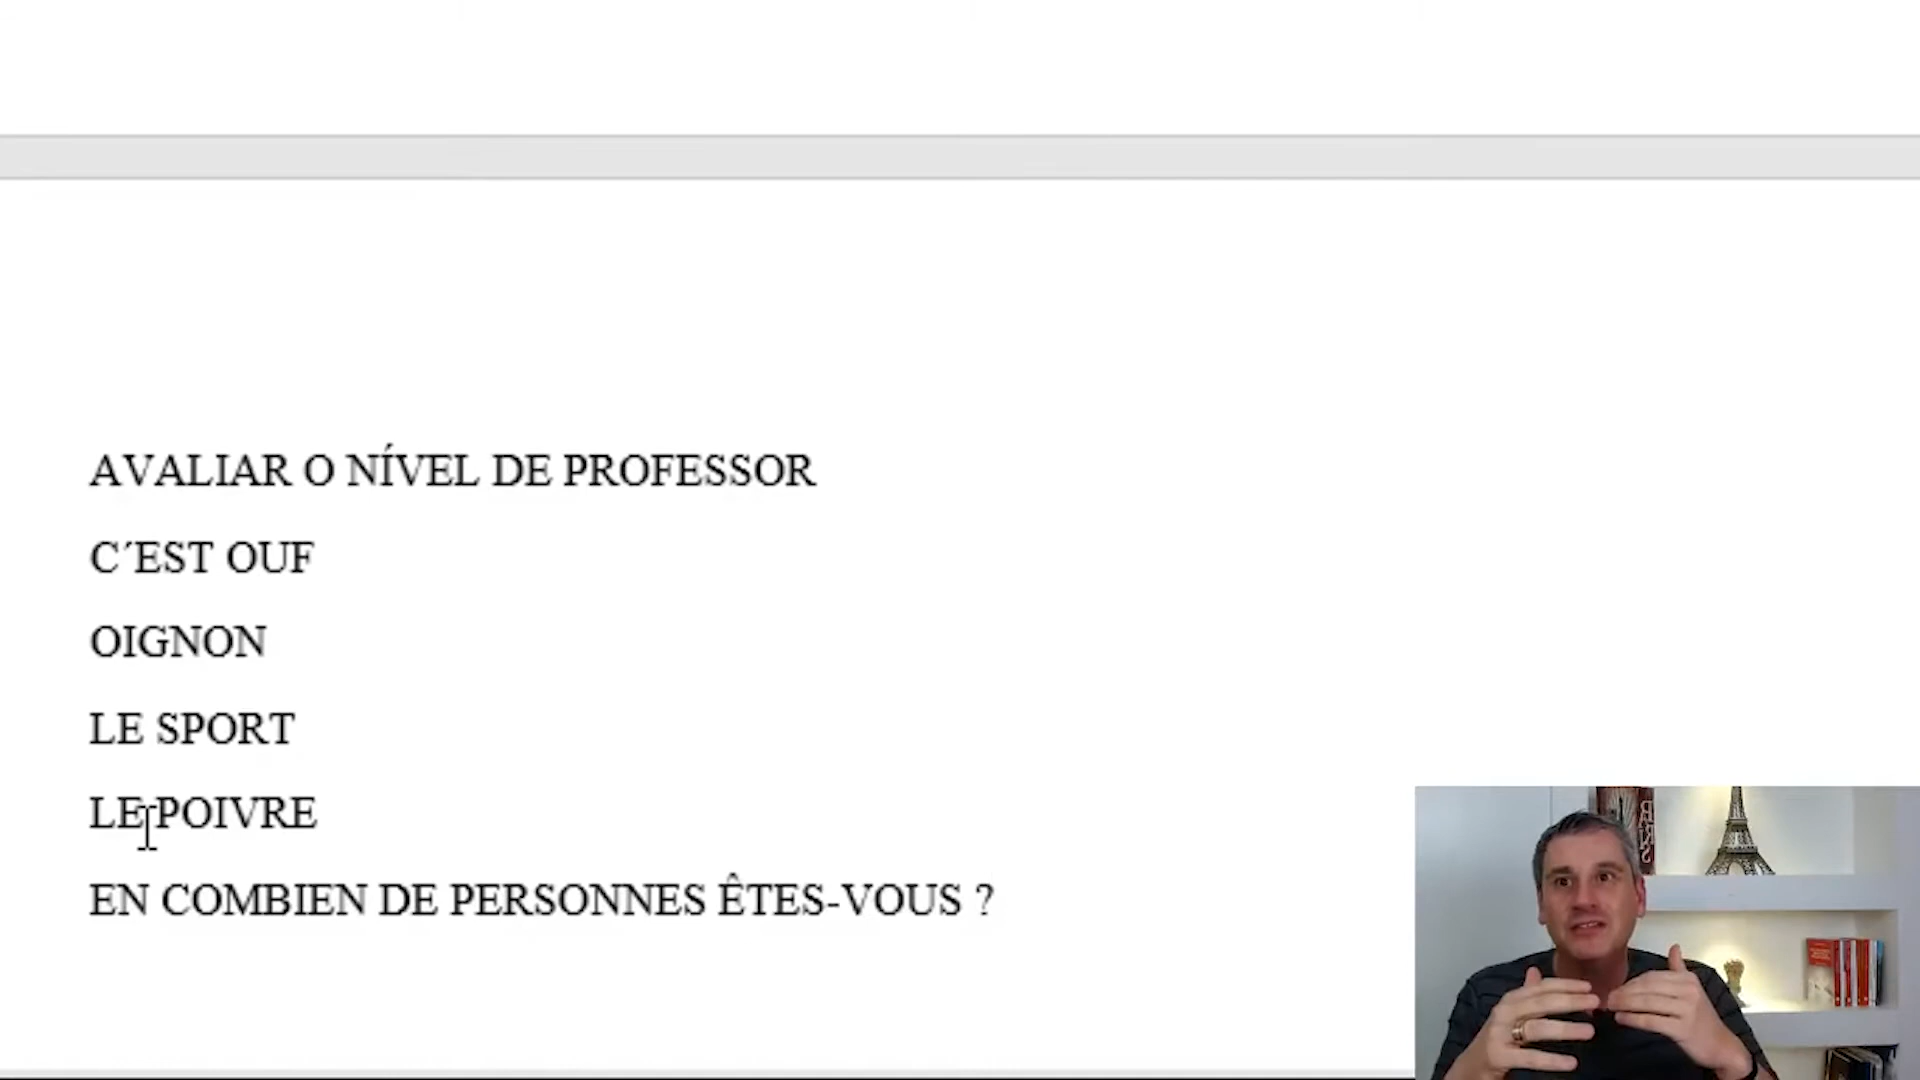 AVALIAR O NÍVEL DE PROFESSOR
C´EST OUF
OIGNON
LE SPORT
LE POIVRE
EN COMBIEN DE PERSONNES ÊTES-VOUS ?